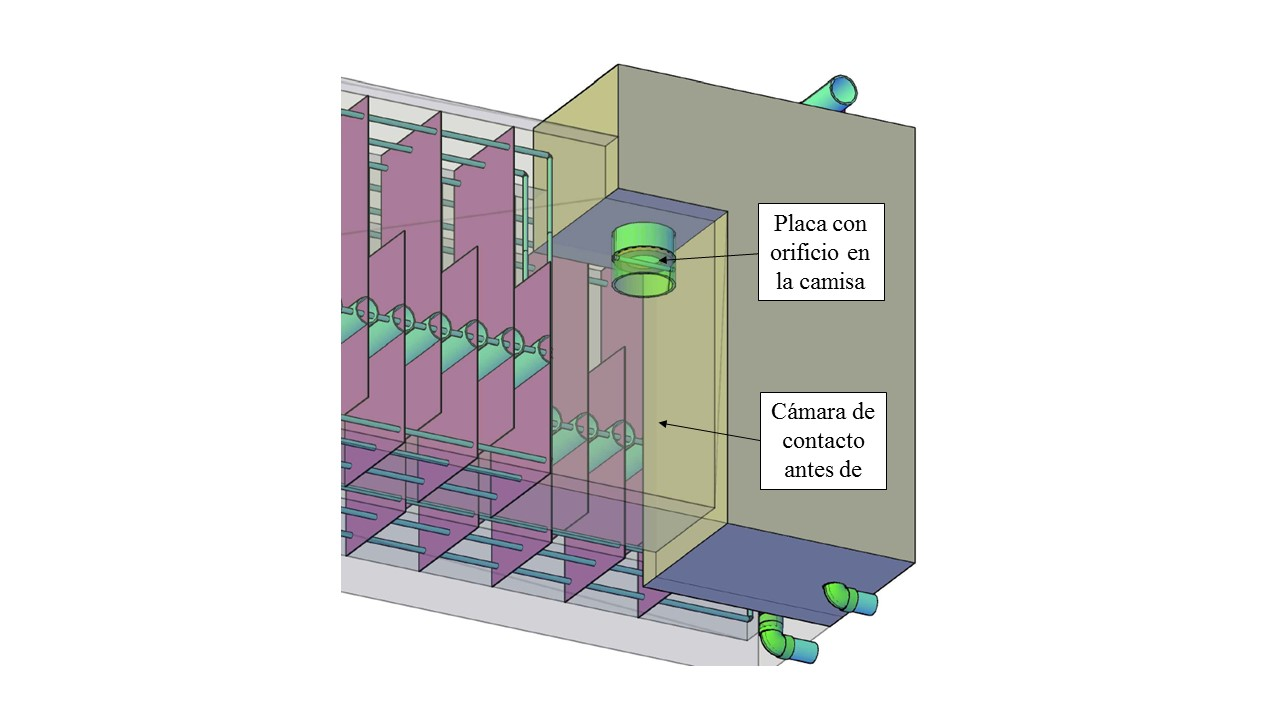 Placa con
orificio en
la camisa
Cámara de
contacto
antes de